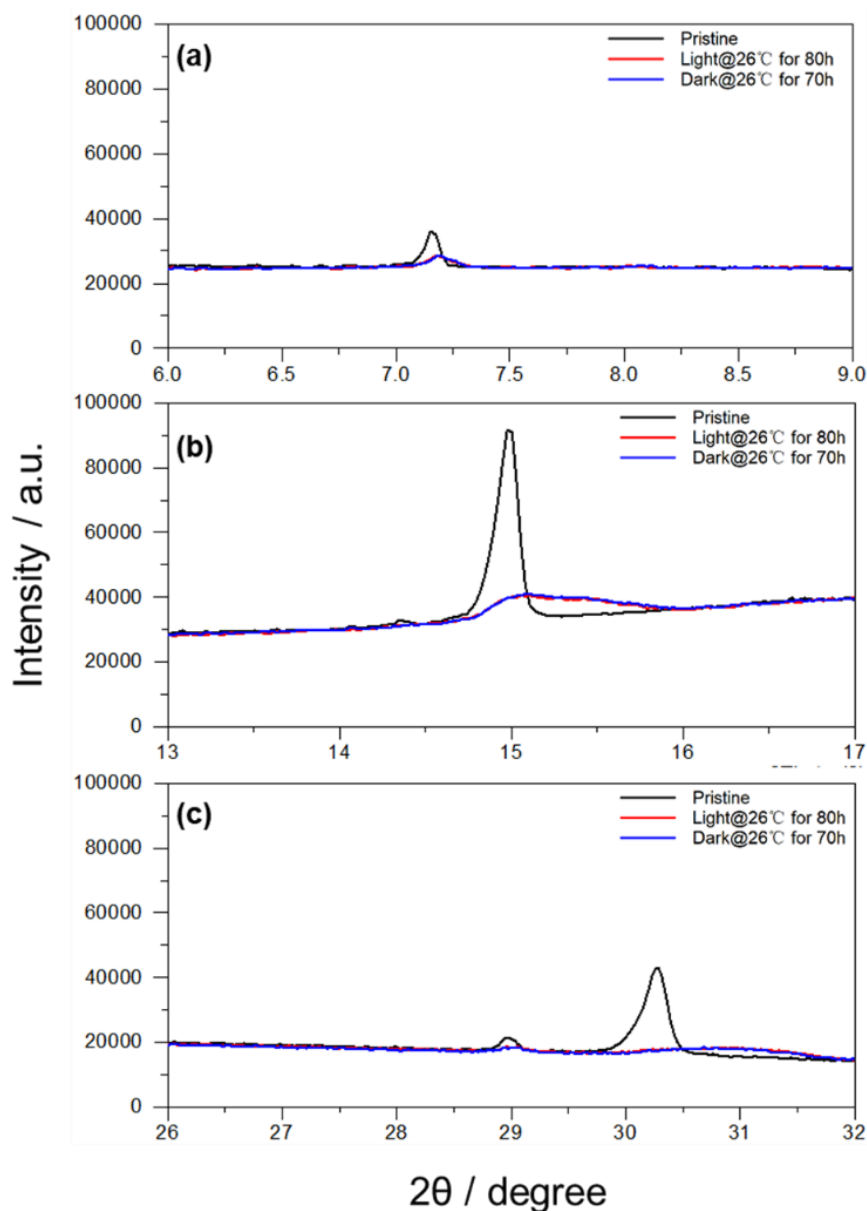 100000
80000
60000
40000
20000
0
(a)
Pristine
Light@26℃ for 80h
Dark@26℃ for 70h
6.0 6.5 7.0 7.5 8.0 8.5 9.0
100000
80000
60000
40000
20000
0
(b)
Pristine
Light@26℃ for 80h
Dark@26℃ for 70h
13 14 15 16 17
Intensity / a.u.
100000
80000
60000
40000
20000
0
(c)
Pristine
Light@26℃ for 80h
Dark@26℃ for 70h
26 27 28 29 30 31 32
2θ / degree